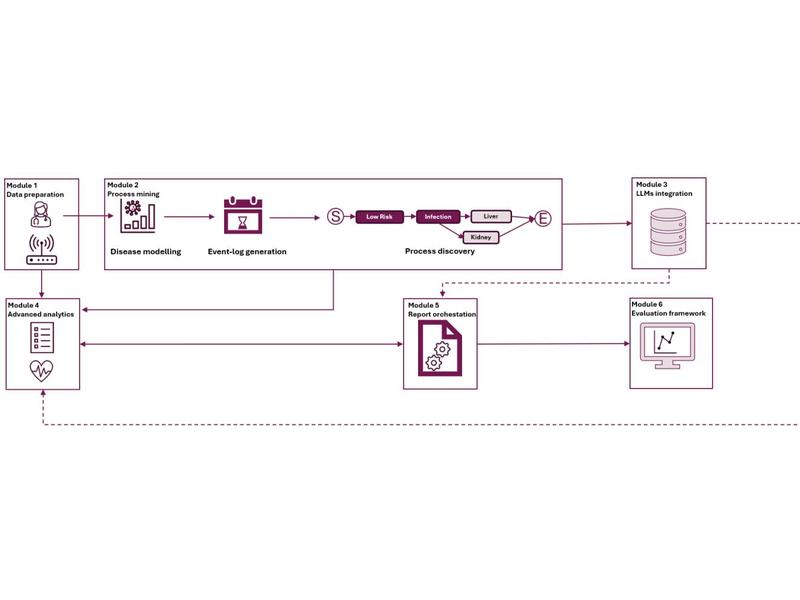 Module 1
Data preparation
Module 2
Process mining
Disease modelling
Event-log generation
S
Low Risk
Infection
Liver
Kidney
E
Process discovery
Module 3
LLMs integration
Module 4
Advanced analytics
Module 5
Report orchestration
Module 6
Evaluation framework